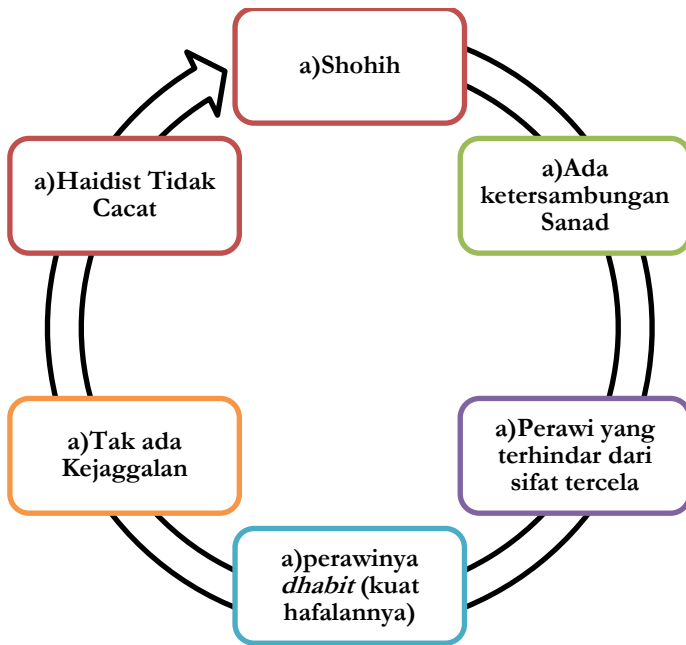 a)Shohih
a)Ada
ketersambungan
Sanad
a)Perawi yang
terhindar dari
sifat tercela
a)perawinya
dhabit (kuat
hafalannya)
a)Tak ada
Kejaggalan
a)Haidist Tidak
Cacat